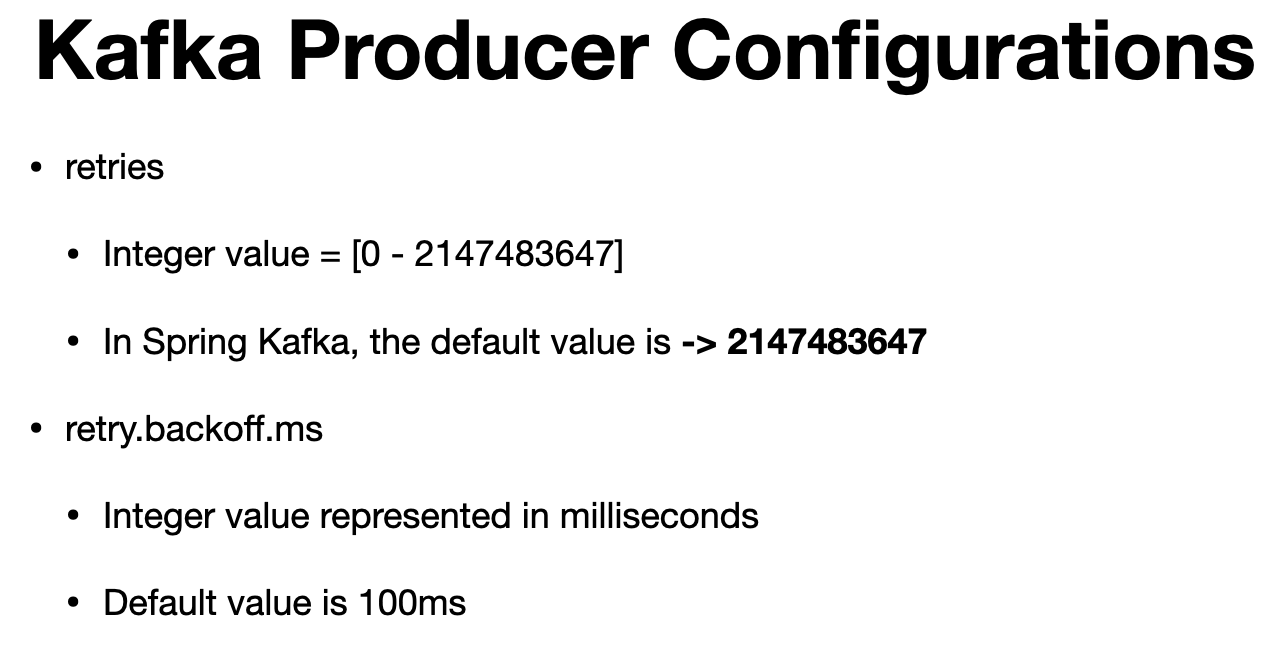 Kafka Producer Configurations
• retries
• Integer value = [0 - 2147483647]
• In Spring Kafka, the default value is -> 2147483647
• retry.backoff.ms
• Integer value represented in milliseconds
• Default value is 100ms